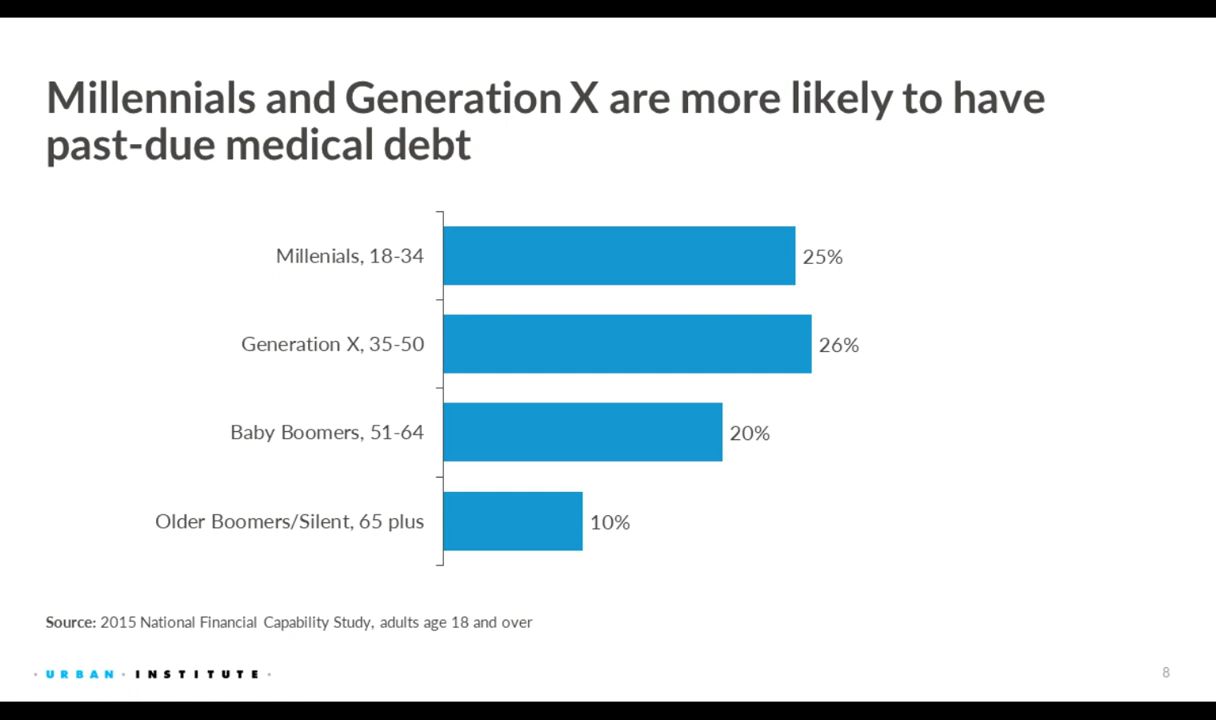 Millennials and Generation X are more likely to have
past-due medical debt
Millenials, 18-34
25%
Generation X, 35-50
26%
Baby Boomers, 51-64
20%
Older Boomers/Silent, 65 plus
10%
Source: 2015 National Financial Capability Study, adults age 18 and over
· URBAN · INSTITUTE ·
8